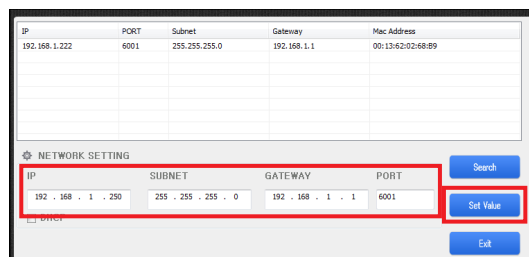 IP PORT Subnet Gateway Mac Address
192.168.1.222 6001 255.255.255.0 192.168.1.1 00:13:62:02:68:B9
NETWORK SETTING
IP SUBNET GATEWAY PORT
Search
192 . 168 . 1 . 250 255 . 255 . 255 . 0 192 . 168 . 1 . 1 6001
Set Value
DHCP
Exit